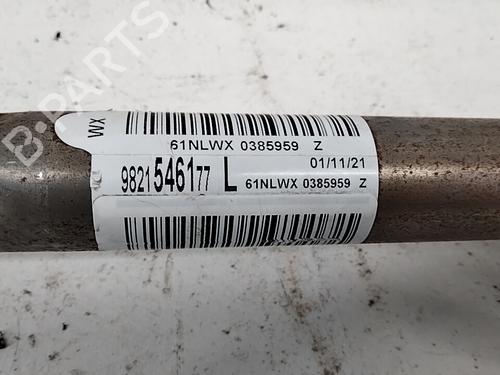 WX
61NLWX 0385959 Z
01/11/21
9821546177 L
61NLWX 0385959 Z
B-PARTS